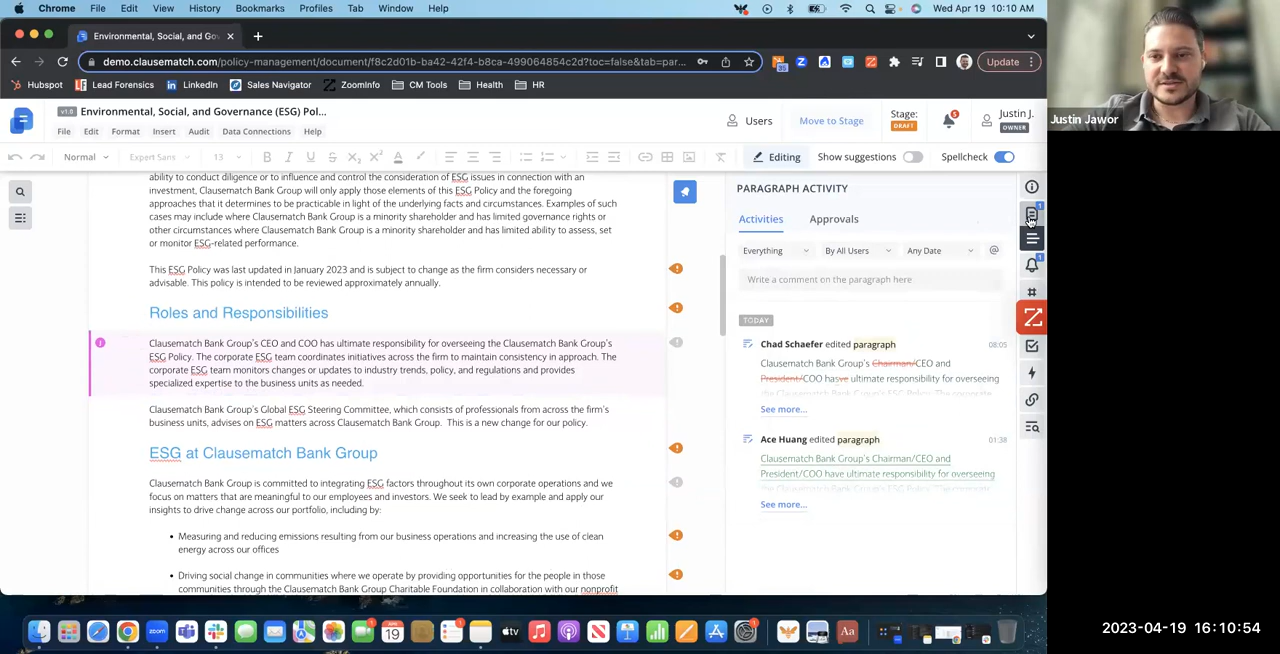 Chrome File Edit View History Bookmarks Profiles Tab Window Help Wed Apr 19 10:10 AM
Environmental, Social, and Gov
demo.clausematch.com/policy-management/document/f8c2d01b-ba42-42f4-b8ca-499064854c2d?toc=false&tab=par... Update
Hubspot Lead Forensics LinkedIn Sales Navigator ZoomInfo CM Tools Health HR
Justin Jawor
v1.0 Environmental, Social, and Governance (ESG) Pol...
File Edit Format Insert Audit Data Connections Help
Users Move to Stage Stage: DRAFT 5 Justin J. OWNER
Normal Expert Sans 13 B I U S X2 X2 A Editing Show suggestions Spellcheck
ability to conduct diligence or to influence and control the consideration of ESG issues in connection with an
investment, Clausematch Bank Group will only apply those elements of this ESG Policy and the foregoing
approaches that it determines to be practicable in light of the underlying facts and circumstances. Examples of such
cases may include where Clausematch Bank Group is a minority shareholder and has limited governance rights or
other circumstances where Clausematch Bank Group is a minority shareholder and has limited ability to assess, set
or monitor ESG-related performance.
This ESG Policy was last updated in January 2023 and is subject to change as the firm considers necessary or
advisable. This policy is intended to be reviewed approximately annually.
Roles and Responsibilities
Clausematch Bank Group's CEO and COO has ultimate responsibility for overseeing the Clausematch Bank Group's
ESG Policy. The corporate ESG team coordinates initiatives across the firm to maintain consistency in approach. The
corporate ESG team monitors changes or updates to industry trends, policy, and regulations and provides
specialized expertise to the business units as needed.
Clausematch Bank Group's Global ESG Steering Committee, which consists of professionals from across the firm's
business units, advises on ESG matters across Clausematch Bank Group. This is a new change for our policy.
ESG at Clausematch Bank Group
Clausematch Bank Group is committed to integrating ESG factors throughout its own corporate operations and we
focus on matters that are meaningful to our employees and investors. We seek to lead by example and apply our
insights to drive change across our portfolio, including by:
• Measuring and reducing emissions resulting from our business operations and increasing the use of clean
energy across our offices
• Driving social change in communities where we operate by providing opportunities for the people in those
communities through the Clausematch Bank Group Charitable Foundation in collaboration with our nonprofit
PARAGRAPH ACTIVITY
Activities Approvals
Everything By All Users Any Date @
Write a comment on the paragraph here
TODAY
Chad Schaefer edited paragraph 08:05
Clausematch Bank Group's Chairman/CEO and
President/COO hasve ultimate responsibility for overseeing
the Clausematch Bank Group's ESG Policy. The corporate
See more...
Ace Huang edited paragraph 01:38
Clausematch Bank Group's Chairman/CEO and
President/COO have ultimate responsibility for overseeing
See more...
2023-04-19 16:10:54